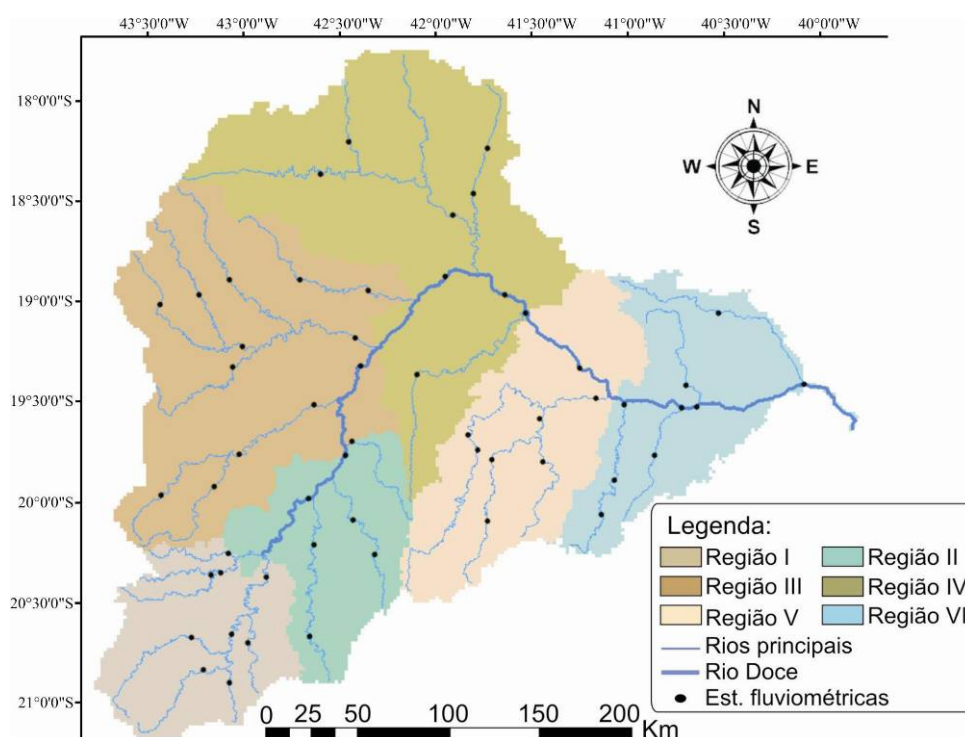 43°30'0"W 43°0'0"W 42°30'0"W 42°0'0"W 41°30'0"W 41°0'0"W 40°30'0"W 40°0'0"W
18°0'0"S
18°30'0"S
19°0'0"S
19°30'0"S
20°0'0"S
20°30'0"S
21°0'0"S
N
W E
S
Legenda:
Região I Região II
Região III Região IV
Região V Região VI
Rios principais
Rio Doce
Est. fluviométricas
0 25 50 100 150 200
Km